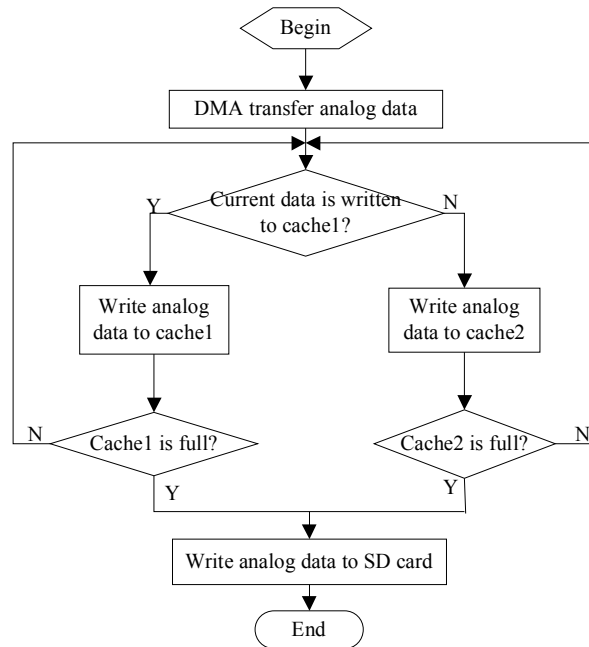 Begin
DMA transfer analog data
Current data is written
to cache1?
Y
N
Write analog
data to cache1
Write analog
data to cache2
N
Cache1 is full?
Cache2 is full?
N
Y
Y
Write analog data to SD card
End